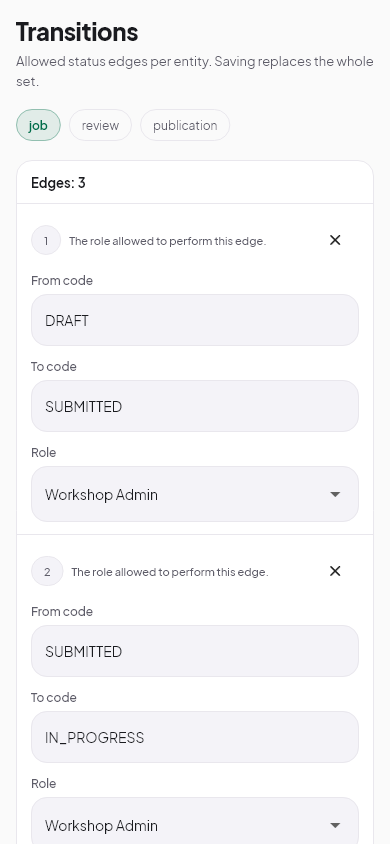 Transitions
Allowed status edges per entity. Saving replaces the whole
set.
job
review
publication
Edges: 3
1
The role allowed to perform this edge.
From code
DRAFT
To code
SUBMITTED
Role
Workshop Admin
2
The role allowed to perform this edge.
From code
SUBMITTED
To code
IN_PROGRESS
Role
Workshop Admin